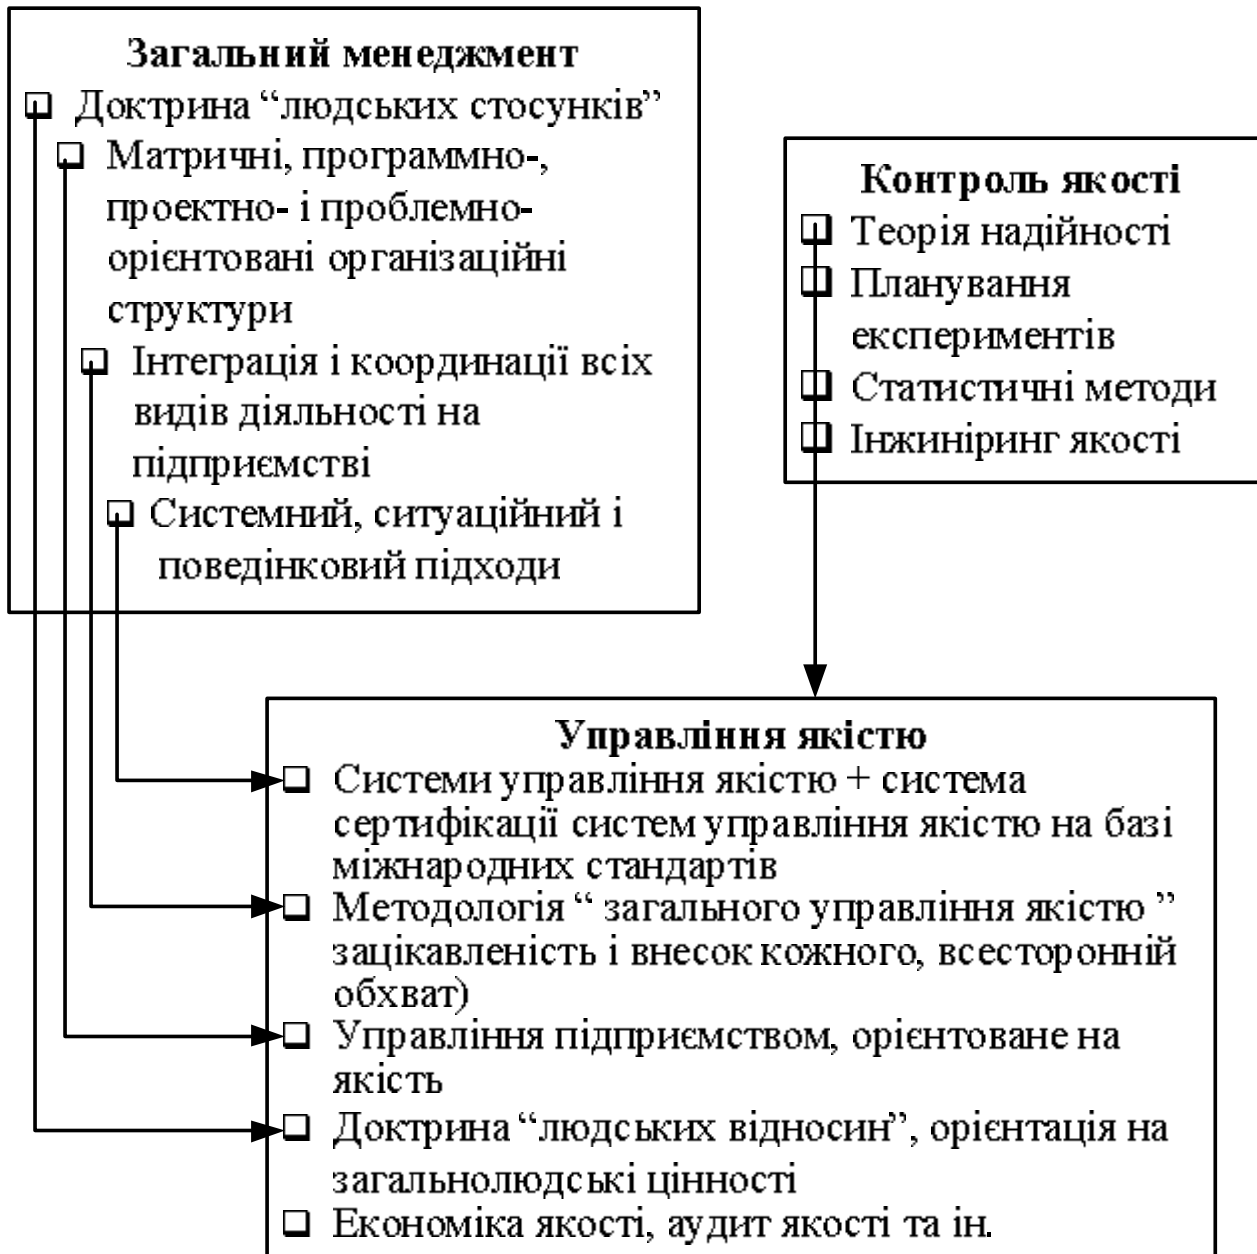 Загальний менеджмент
Доктрина “людських стосунків”
Матричні, программно-,
проектно- і проблемно-
орієнтовані організаційні
структури
Інтеграція і координації всіх
видів діяльності на
підприємстві
Системний, ситуаційний і
поведінковий підходи
Контроль якості
Теорія надійності
Планування
експериментів
Статистичні методи
Інжиніринг якості
Управління якістю
Системи управління якістю + система
сертифікації систем управління якістю на базі
міжнародних стандартів
Методологія “ загального управління якістю ”
зацікавленість і внесок кожного, всесторонній
обхват)
Управління підприємством, орієнтоване на
якість
Доктрина “людських відносин”, орієнтація на
загальнолюдські цінності
Економіка якості, аудит якості та ін.